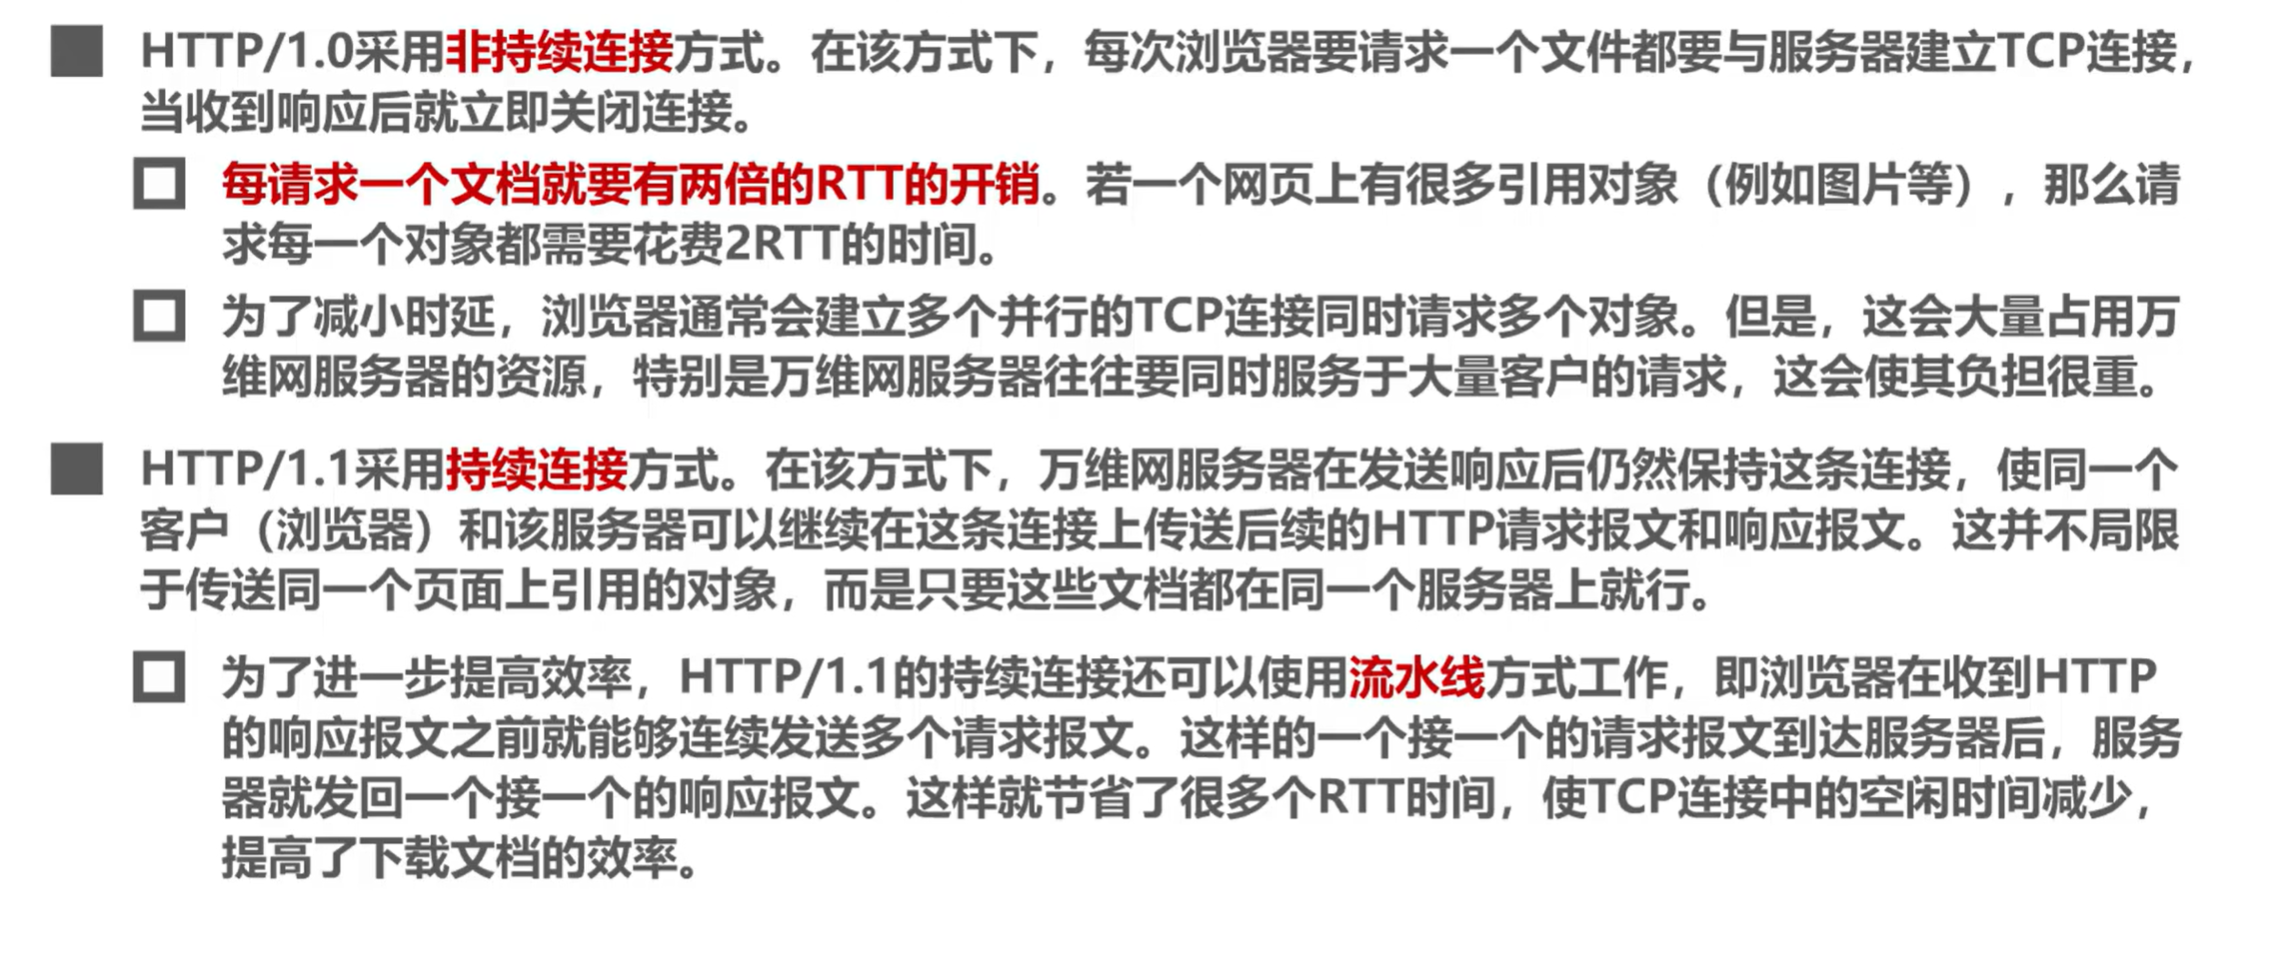 HTTP/1.0采用非持续连接方式。在该方式下，每次浏览器要请求一个文件都要与服务器建立TCP连接，
当收到响应后就立即关闭连接。
每请求一个文档就要有两倍的RTT的开销。若一个网页上有很多引用对象（例如图片等），那么请
求每一个对象都需要花费2RTT的时间。
为了减小时延，浏览器通常会建立多个并行的TCP连接同时请求多个对象。但是，这会大量占用万
维网服务器的资源，特别是万维网服务器往往要同时服务于大量客户的请求，这会使其负担很重。
HTTP/1.1采用持续连接方式。在该方式下，万维网服务器在发送响应后仍然保持这条连接，使同一个
客户（浏览器）和该服务器可以继续在这条连接上传送后续的HTTP请求报文和响应报文。这并不局限
于传送同一个页面上引用的对象，而是只要这些文档都在同一个服务器上就行。
为了进一步提高效率，HTTP/1.1的持续连接还可以使用流水线方式工作，即浏览器在收到HTTP
的响应报文之前就能够连续发送多个请求报文。这样的一个接一个的请求报文到达服务器后，服务
器就发回一个接一个的响应报文。这样就节省了很多个RTT时间，使TCP连接中的空闲时间减少，
提高了下载文档的效率。